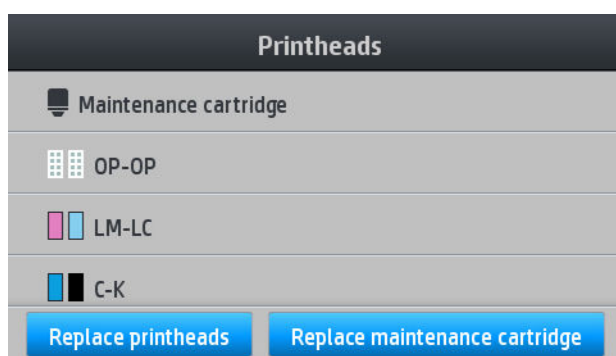 Printheads
Maintenance cartridge
OP-OP
LM-LC
C-K
Replace printheads Replace maintenance cartridge